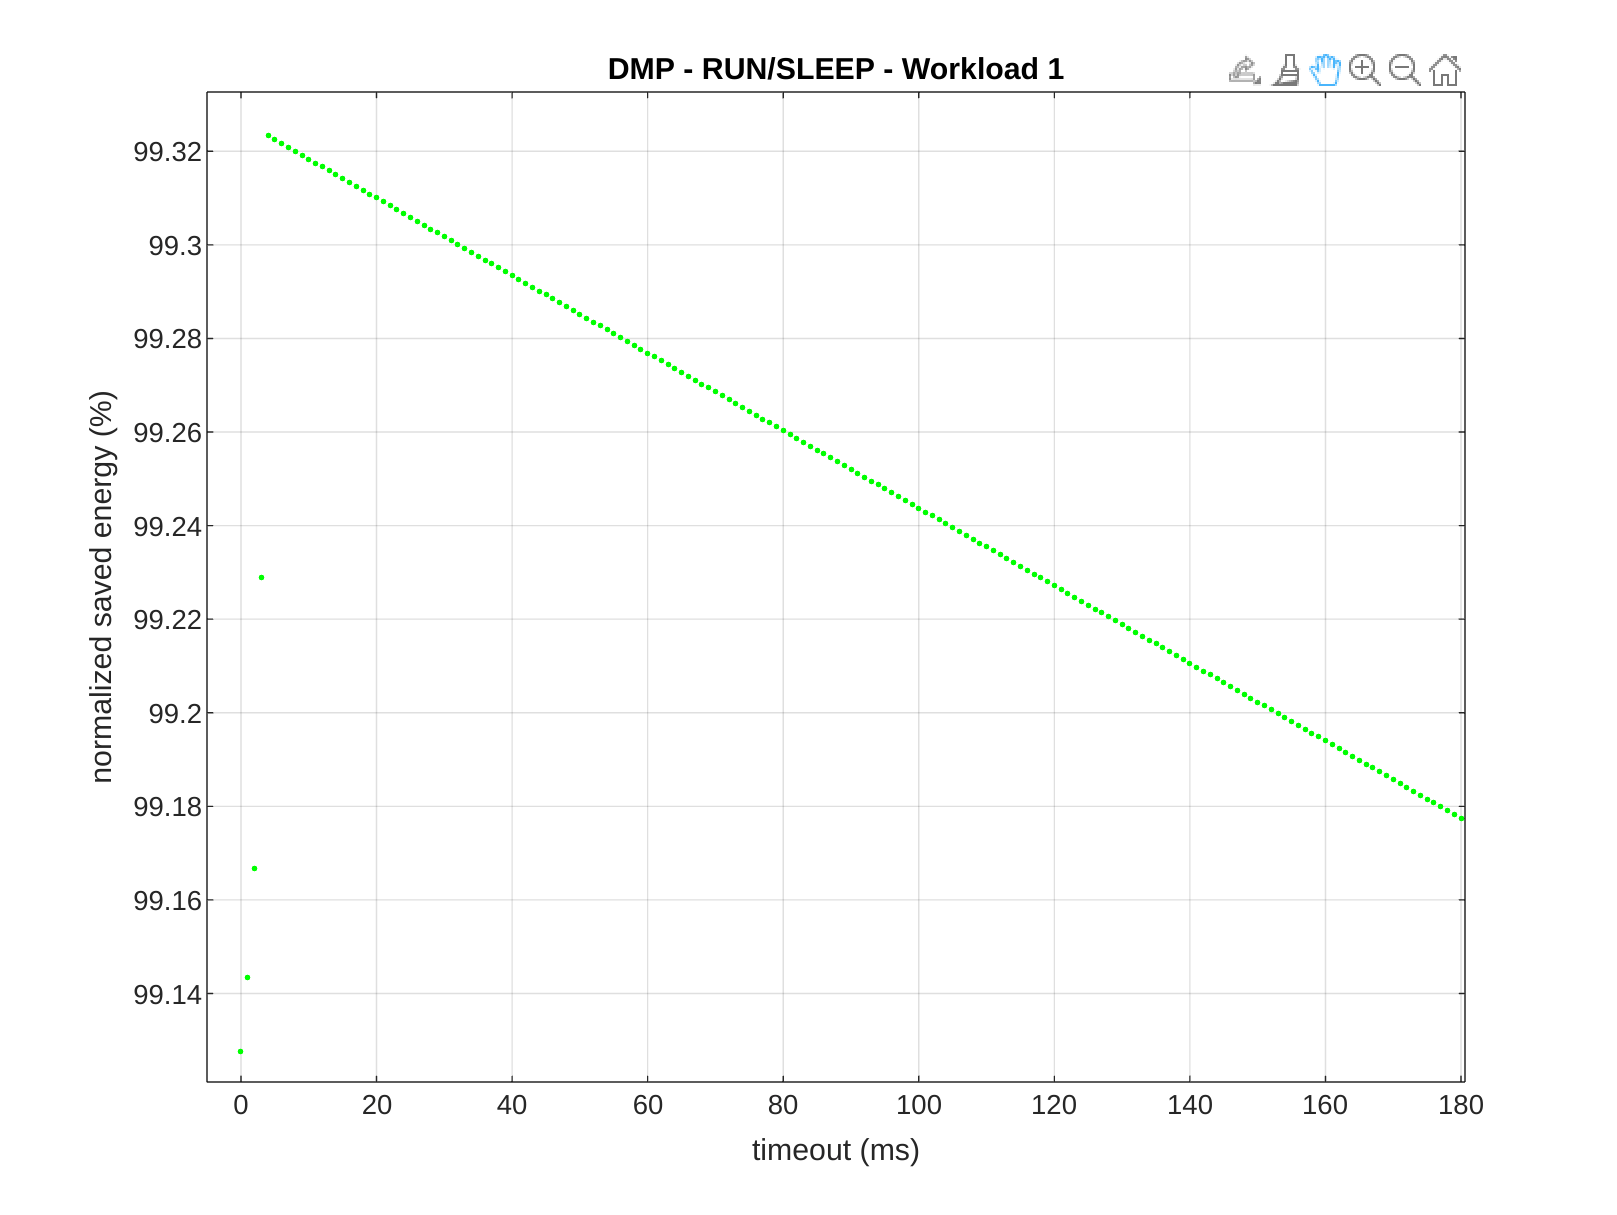 DMP - RUN/SLEEP - Workload 1
normalized saved energy (%)
99.32
99.3
99.28
99.26
99.24
99.22
99.2
99.18
99.16
99.14
0 20 40 60 80 100 120 140 160 180
timeout (ms)